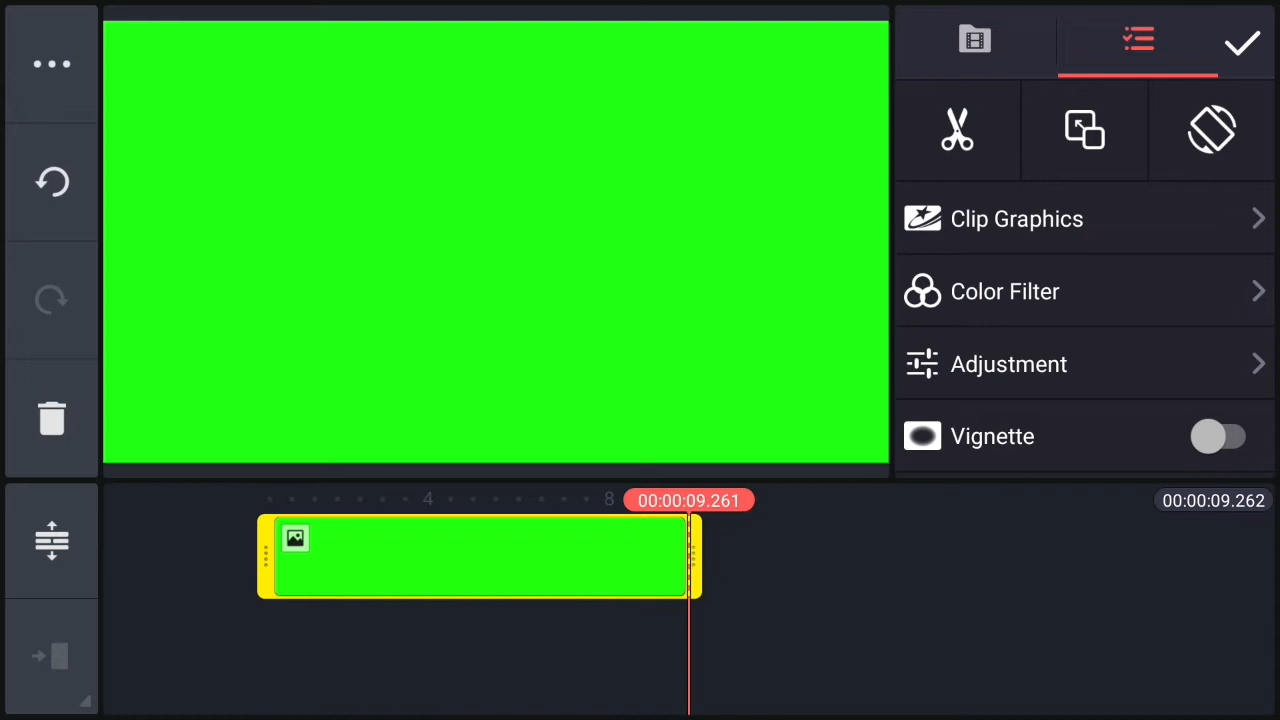 Clip Graphics
Color Filter
Adjustment
Vignette
4
8
00:00:09.261
00:00:09.262